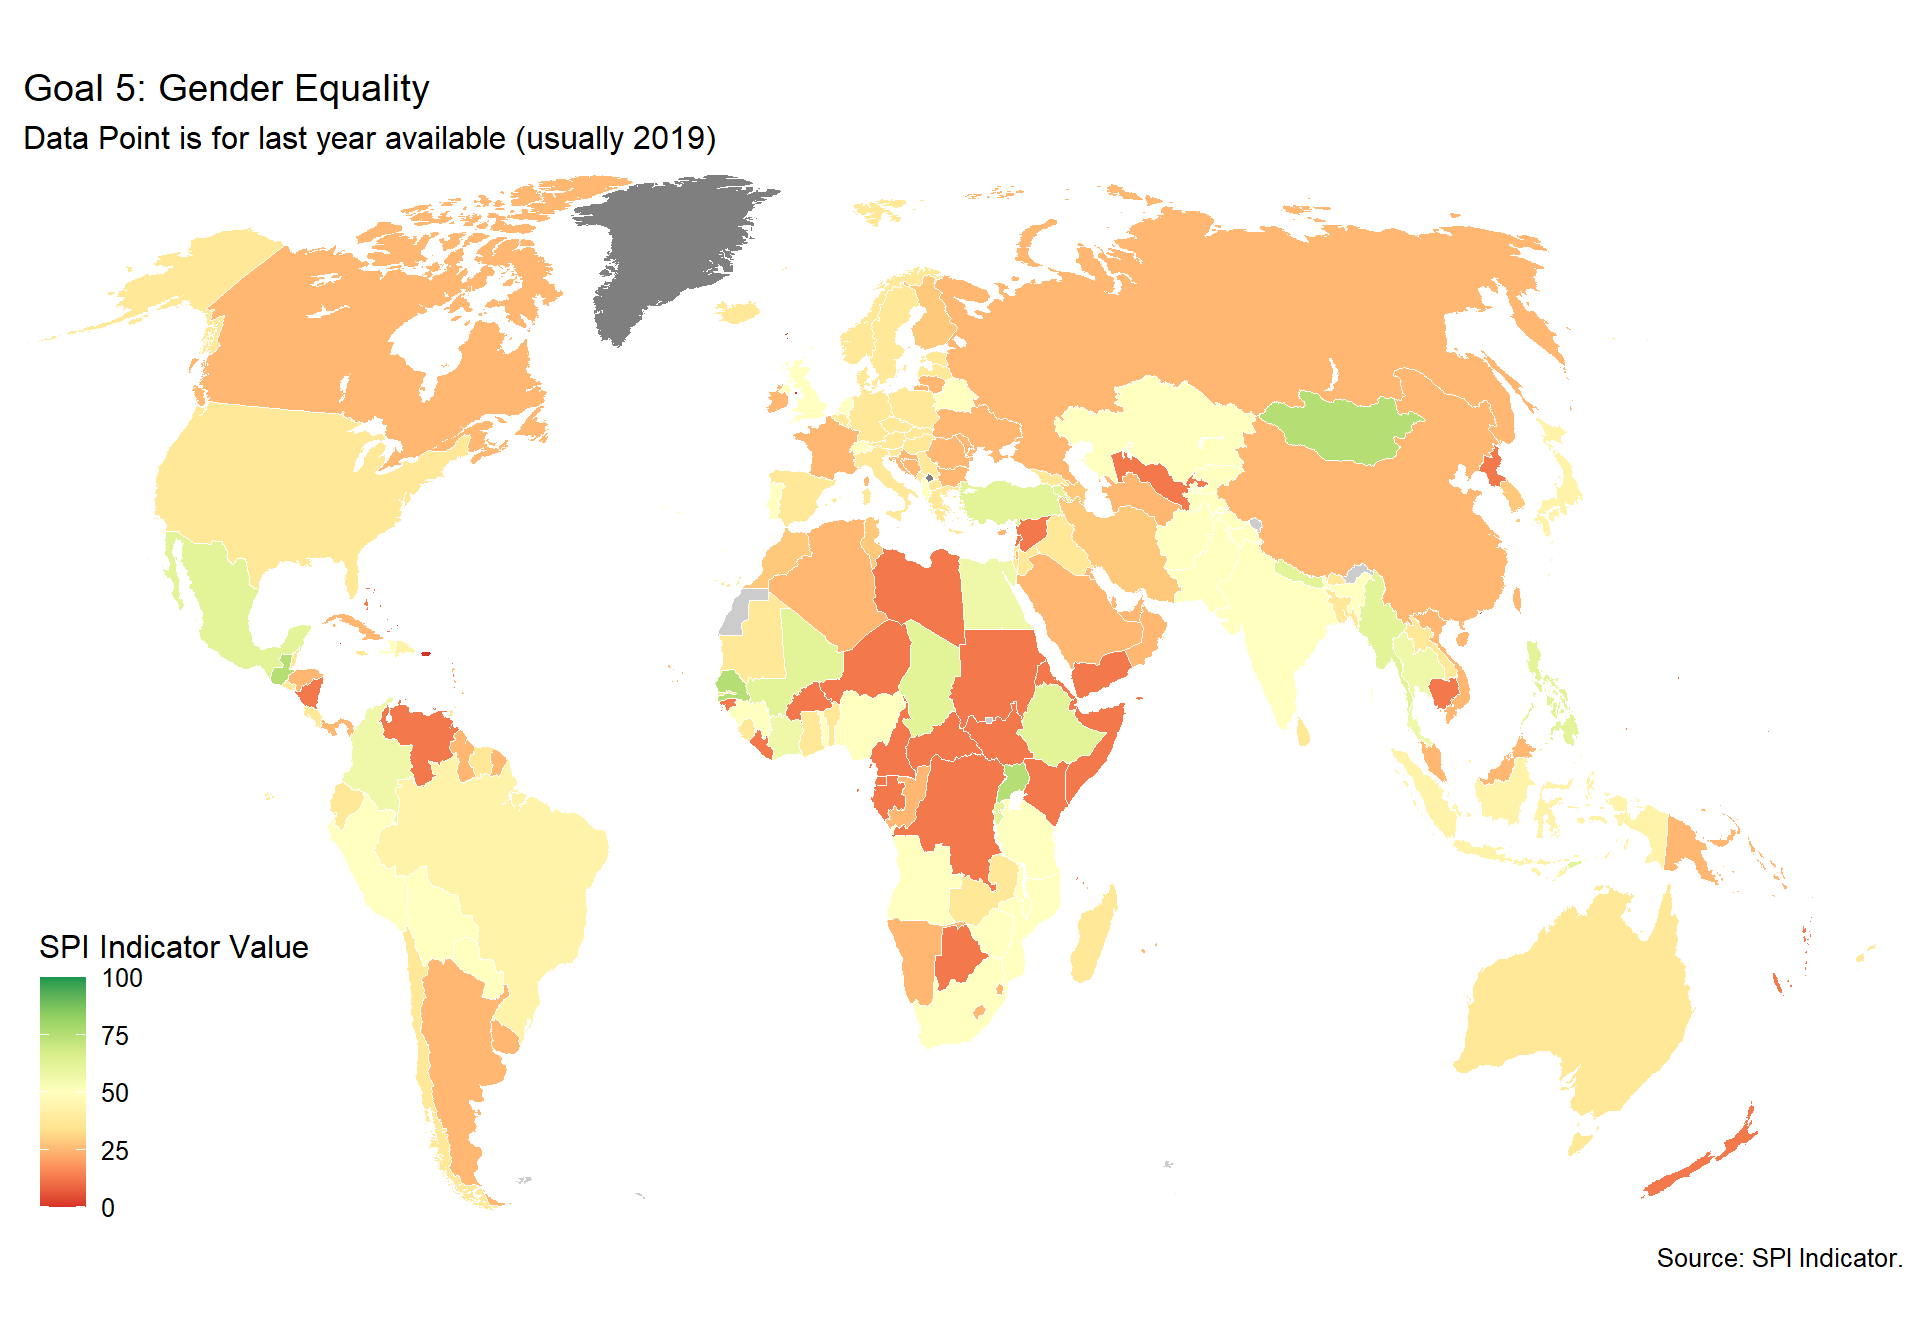 Goal 5: Gender Equality
Data Point is for last year available (usually 2019)
SPI Indicator Value
100
75
50
25
0
Source: SPI Indicator.